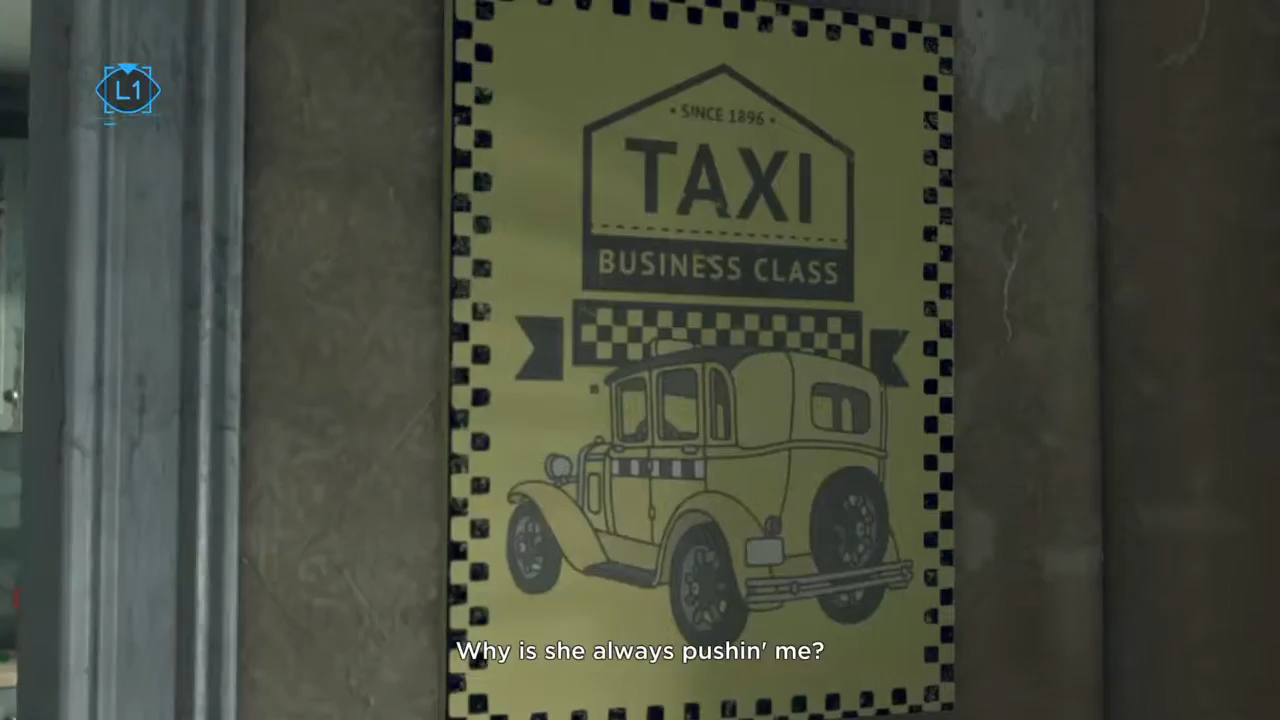 L1
• SINCE 1896 •
TAXI
BUSINESS CLASS
Why is she always pushin' me?